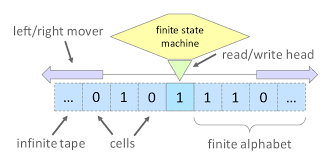 left/right mover
finite state
machine
read/write head
... 0 1 0 1 1 1 0 ...
infinite tape
cells
finite alphabet